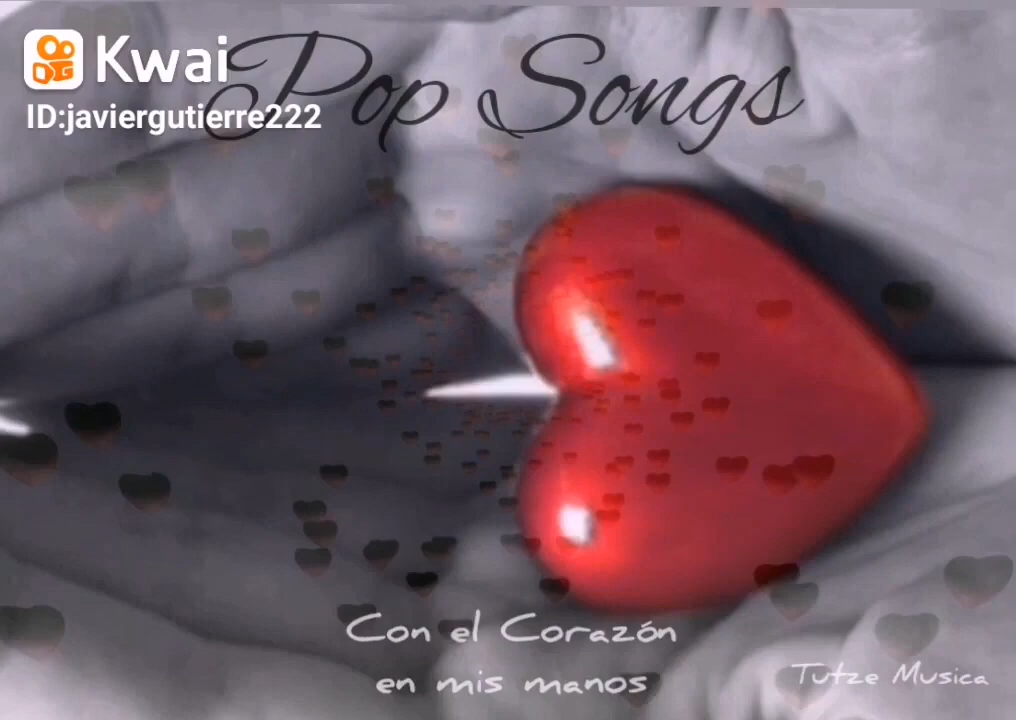 Kwai
ID:javiergutierre222
Pop Songs
Con el Corazón
en mis manos
Tutze Musica